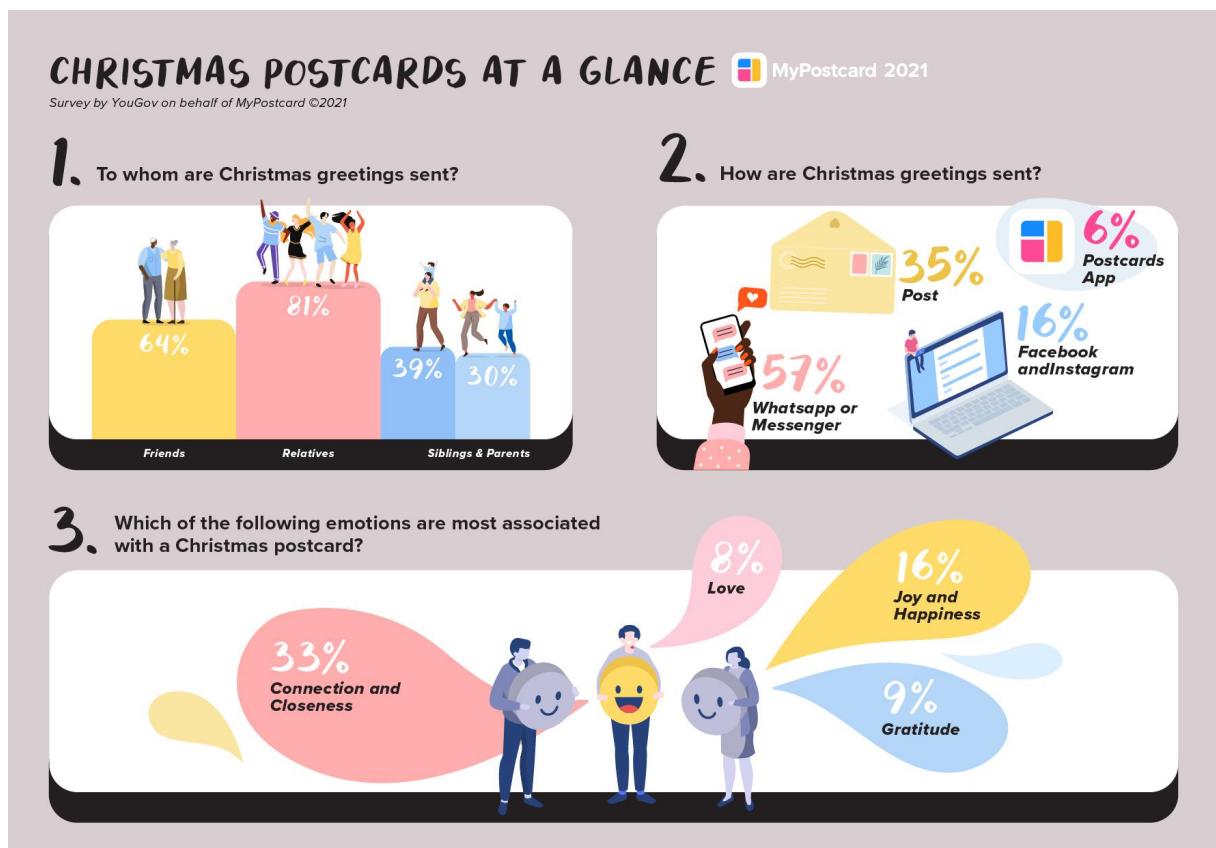 CHRISTMAS POSTCARDS AT A GLANCE
MyPostcard 2021
Survey by YouGov on behalf of MyPostcard ©2021
1. To whom are Christmas greetings sent?
64%
81%
39%
30%
Friends
Relatives
Siblings & Parents
2. How are Christmas greetings sent?
35%
Post
6%
Postcards
App
57%
Whatsapp or
Messenger
16%
Facebook
andInstagram
3. Which of the following emotions are most associated
with a Christmas postcard?
33%
Connection and
Closeness
8%
Love
16%
Joy and
Happiness
9%
Gratitude